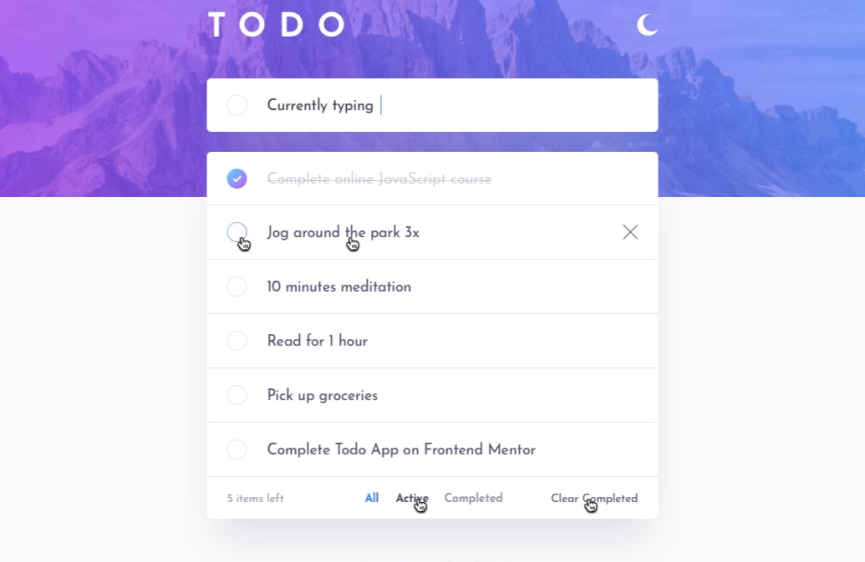 TODO
Currently typing
Complete online JavaScript course
Jog around the park 3x
10 minutes meditation
Read for 1 hour
Pick up groceries
Complete Todo App on Frontend Mentor
5 items left All Active Completed Clear Completed